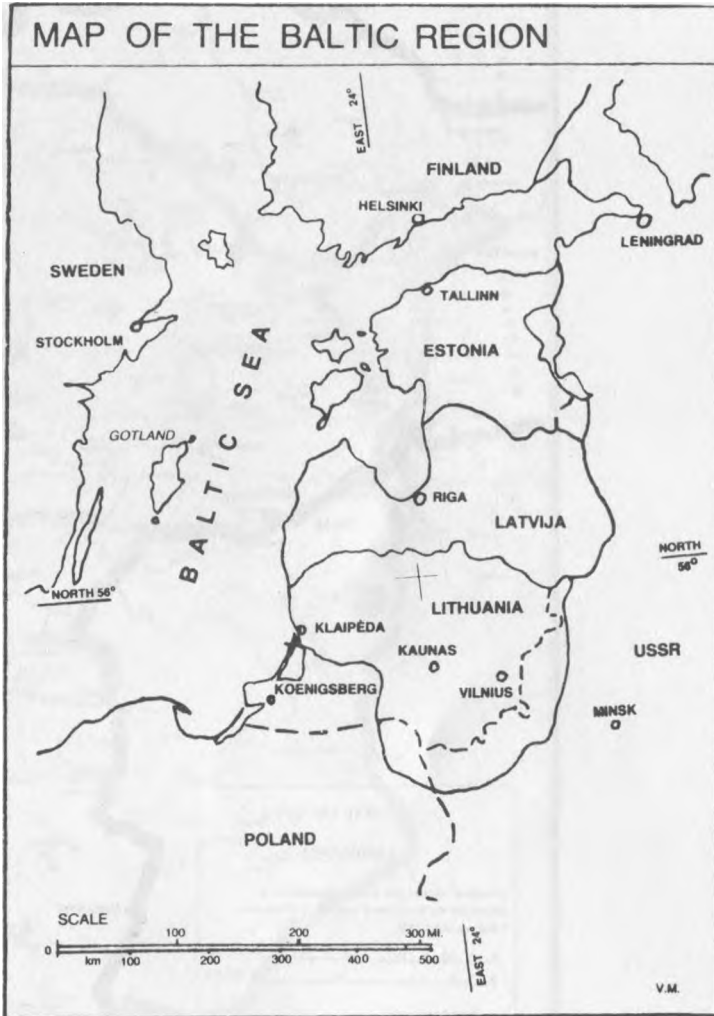 MAP OF THE BALTIC REGION
EAST 24°
FINLAND
HELSINKI
LENINGRAD
SWEDEN
TALLINN
STOCKHOLM
ESTONIA
BALTIC SEA
GOTLAND
RIGA
LATVIJA
NORTH 56°
NORTH 56°
LITHUANIA
KLAIPĖDA
KAUNAS
USSR
KOENIGSBERG
VILNIUS
MINSK
POLAND
SCALE
100 200 300 MI.
0
km 100 200 300 400 500
EAST 24°
V.M.